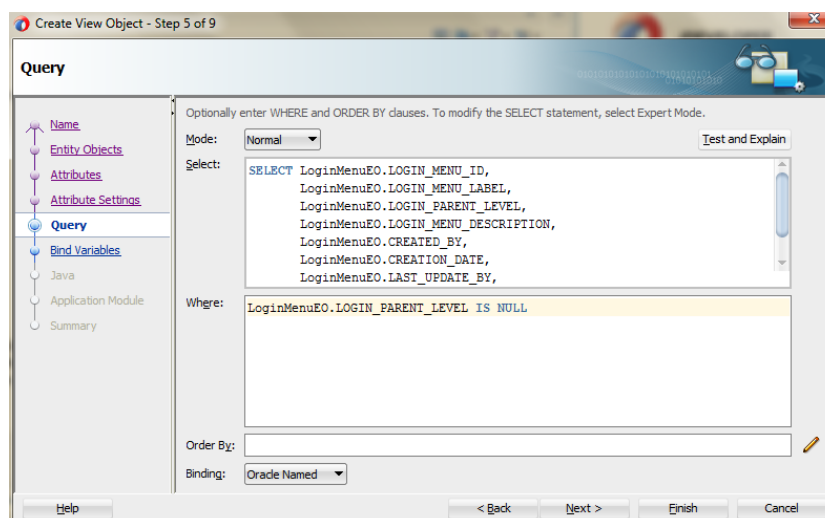 Create View Object - Step 5 of 9
Query
Name
Entity Objects
Attributes
Attribute Settings
Query
Bind Variables
Java
Application Module
Summary
Optionally enter WHERE and ORDER BY clauses. To modify the SELECT statement, select Expert Mode.
Mode: Normal Test and Explain
Select: SELECT LoginMenuEO.LOGIN_MENU_ID,
LoginMenuEO.LOGIN_MENU_LABEL,
LoginMenuEO.LOGIN_PARENT_LEVEL,
LoginMenuEO.LOGIN_MENU_DESCRIPTION,
LoginMenuEO.CREATED_BY,
LoginMenuEO.CREATION_DATE,
LoginMenuEO.LAST_UPDATE_BY,
Where: LoginMenuEO.LOGIN_PARENT_LEVEL IS NULL
Order By:
Binding: Oracle Named
Help < Back Next > Finish Cancel